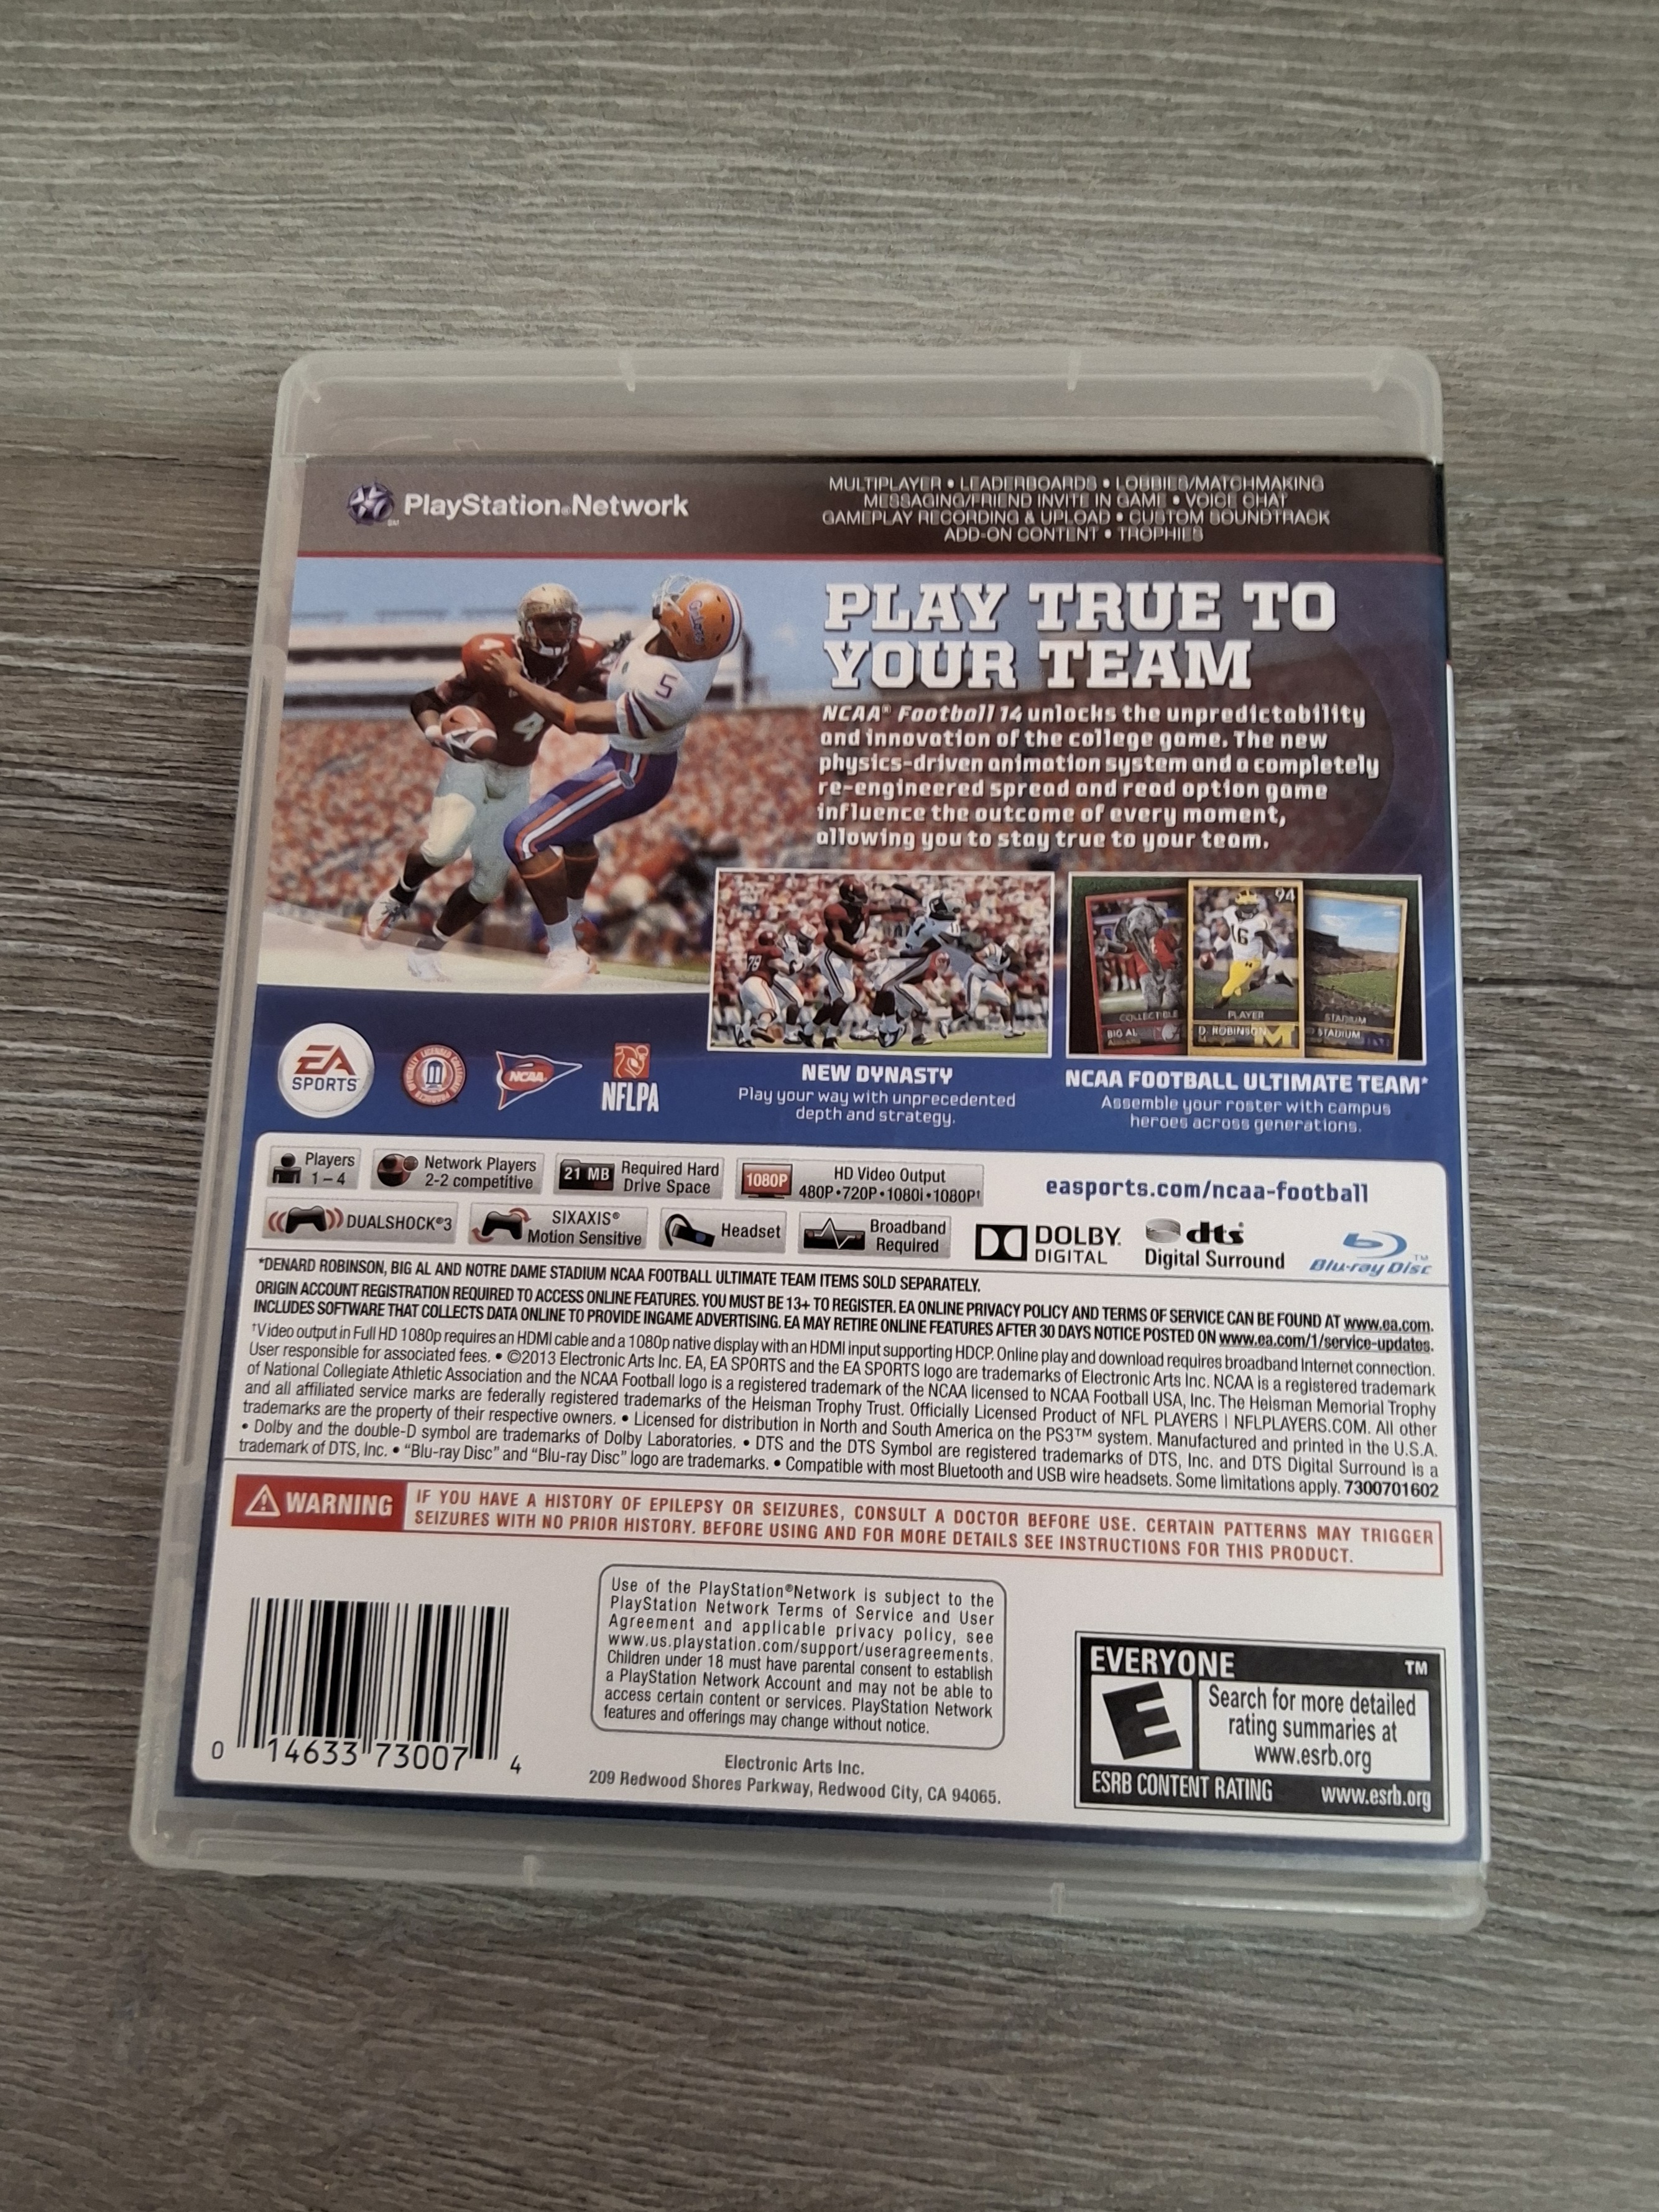 PlayStation®Network
SM
MULTIPLAYER • LEADERBOARDS • LOBBIES/MATCHMAKING
MESSAGING/FRIEND INVITE IN GAME • VOICE CHAT
GAMEPLAY RECORDING & UPLOAD • CUSTOM SOUNDTRACK
ADD-ON CONTENT • TROPHIES
PLAY TRUE TO
YOUR TEAM
NCAA® Football 14 unlocks the unpredictability
and innovation of the college game. The new
physics-driven animation system and a completely
re-engineered spread and read option game
influence the outcome of every moment,
allowing you to stay true to your team.
Gators
4
4
5
78
1
COLLECTIBLE
BIG AL
94
16
PLAYER
D. ROBINSON
M
STADIUM
STADIUM
EA
SPORTS™
OFFICIALLY LICENSED COLLEGIATE PRODUCTS
NCAA
NFLPA
NEW DYNASTY
Play your way with unprecedented
depth and strategy.
NCAA FOOTBALL ULTIMATE TEAM*
Assemble your roster with campus
heroes across generations.
Players
1 – 4
Network Players
2-2 competitive
21 MB
Required Hard
Drive Space
1080P
HD Video Output
480P•720P•1080i•1080P†
easports.com/ncaa-football
DUALSHOCK®3
SIXAXIS®
Motion Sensitive
Headset
Broadband
Required
DOLBY.
DIGITAL
dts
Digital Surround
Blu-ray Disc™
*DENARD ROBINSON, BIG AL AND NOTRE DAME STADIUM NCAA FOOTBALL ULTIMATE TEAM ITEMS SOLD SEPARATELY.
ORIGIN ACCOUNT REGISTRATION REQUIRED TO ACCESS ONLINE FEATURES. YOU MUST BE 13+ TO REGISTER. EA ONLINE PRIVACY POLICY AND TERMS OF SERVICE CAN BE FOUND AT www.ea.com.
INCLUDES SOFTWARE THAT COLLECTS DATA ONLINE TO PROVIDE INGAME ADVERTISING. EA MAY RETIRE ONLINE FEATURES AFTER 30 DAYS NOTICE POSTED ON www.ea.com/1/service-updates.
†Video output in Full HD 1080p requires an HDMI cable and a 1080p native display with an HDMI input supporting HDCP. Online play and download requires broadband Internet connection.
User responsible for associated fees. • ©2013 Electronic Arts Inc. EA, EA SPORTS and the EA SPORTS logo are trademarks of Electronic Arts Inc. NCAA is a registered trademark
of National Collegiate Athletic Association and the NCAA Football logo is a registered trademark of the NCAA licensed to NCAA Football USA, Inc. The Heisman Memorial Trophy
and all affiliated service marks are federally registered trademarks of the Heisman Trophy Trust. Officially Licensed Product of NFL PLAYERS | NFLPLAYERS.COM. All other
trademarks are the property of their respective owners. • Licensed for distribution in North and South America on the PS3™ system. Manufactured and printed in the U.S.A.
• Dolby and the double-D symbol are trademarks of Dolby Laboratories. • DTS and the DTS Symbol are registered trademarks of DTS, Inc. and DTS Digital Surround is a
trademark of DTS, Inc. • “Blu-ray Disc” and “Blu-ray Disc” logo are trademarks. • Compatible with most Bluetooth and USB wire headsets. Some limitations apply. 7300701602
WARNING
IF YOU HAVE A HISTORY OF EPILEPSY OR SEIZURES, CONSULT A DOCTOR BEFORE USE. CERTAIN PATTERNS MAY TRIGGER
SEIZURES WITH NO PRIOR HISTORY. BEFORE USING AND FOR MORE DETAILS SEE INSTRUCTIONS FOR THIS PRODUCT.
0 14633 73007 4
Use of the PlayStation®Network is subject to the
PlayStation Network Terms of Service and User
Agreement and applicable privacy policy, see
www.us.playstation.com/support/useragreements.
Children under 18 must have parental consent to establish
a PlayStation Network Account and may not be able to
access certain content or services. PlayStation Network
features and offerings may change without notice.
Electronic Arts Inc.
209 Redwood Shores Parkway, Redwood City, CA 94065.
EVERYONE
™
E
Search for more detailed
rating summaries at
www.esrb.org
ESRB CONTENT RATING
www.esrb.org